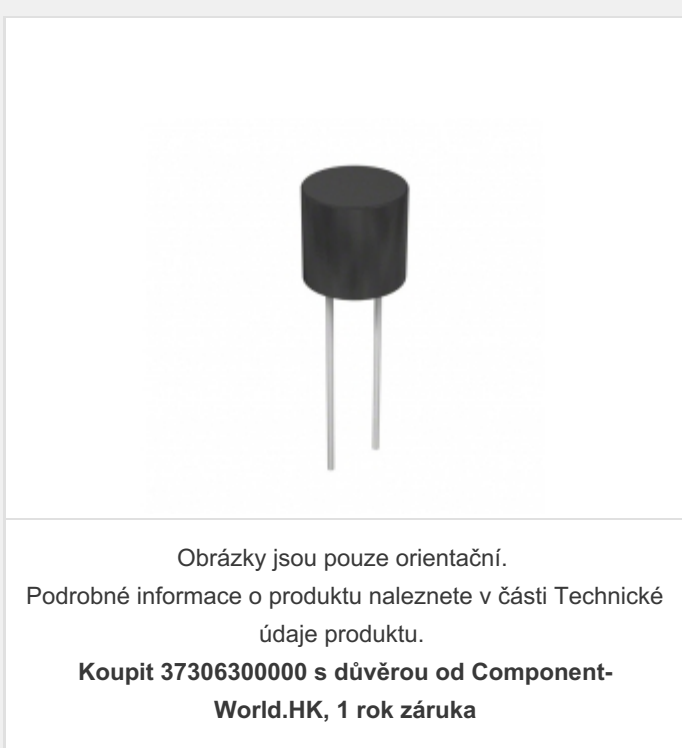 Obrázky jsou pouze orientační.
Podrobné informace o produktu naleznete v části Technické
údaje produktu.
Koupit 37306300000 s důvěrou od Component-
World.HK, 1 rok záruka